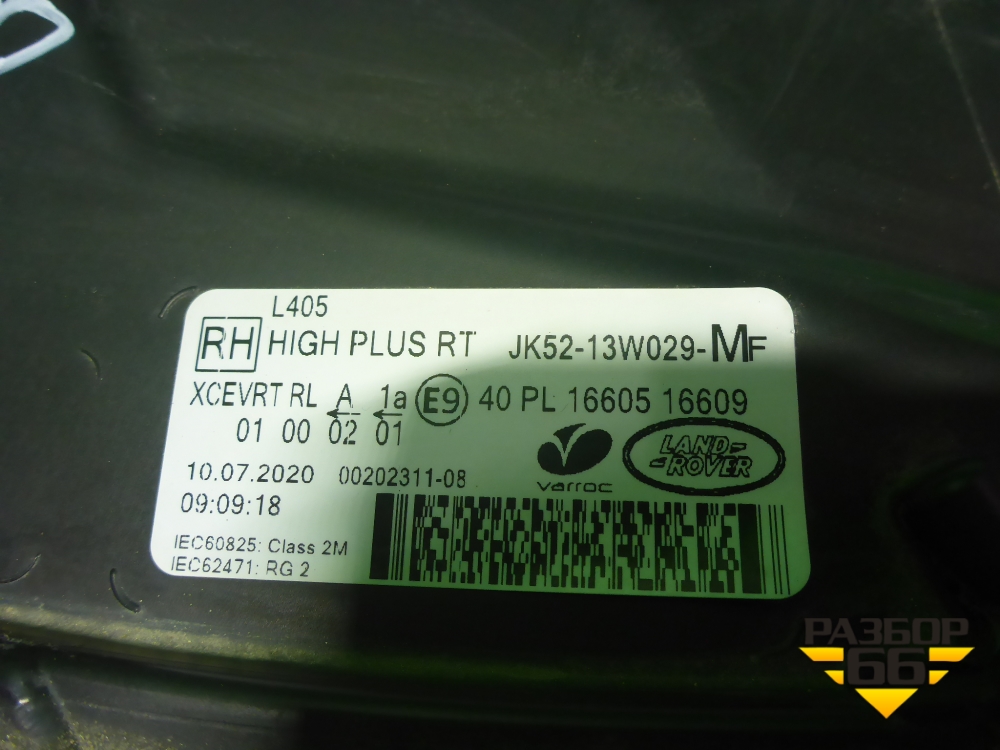 L405
RH HIGH PLUS RT JK52-13W029-MF
XCEVRT RL A 1a E9 40 PL 16605 16609
01 00 02 01
varroc
LAND-
-ROVER
10.07.2020 00202311-08
09:09:18
IEC60825: Class 2M
IEC62471: RG 2
РАЗБОР
66